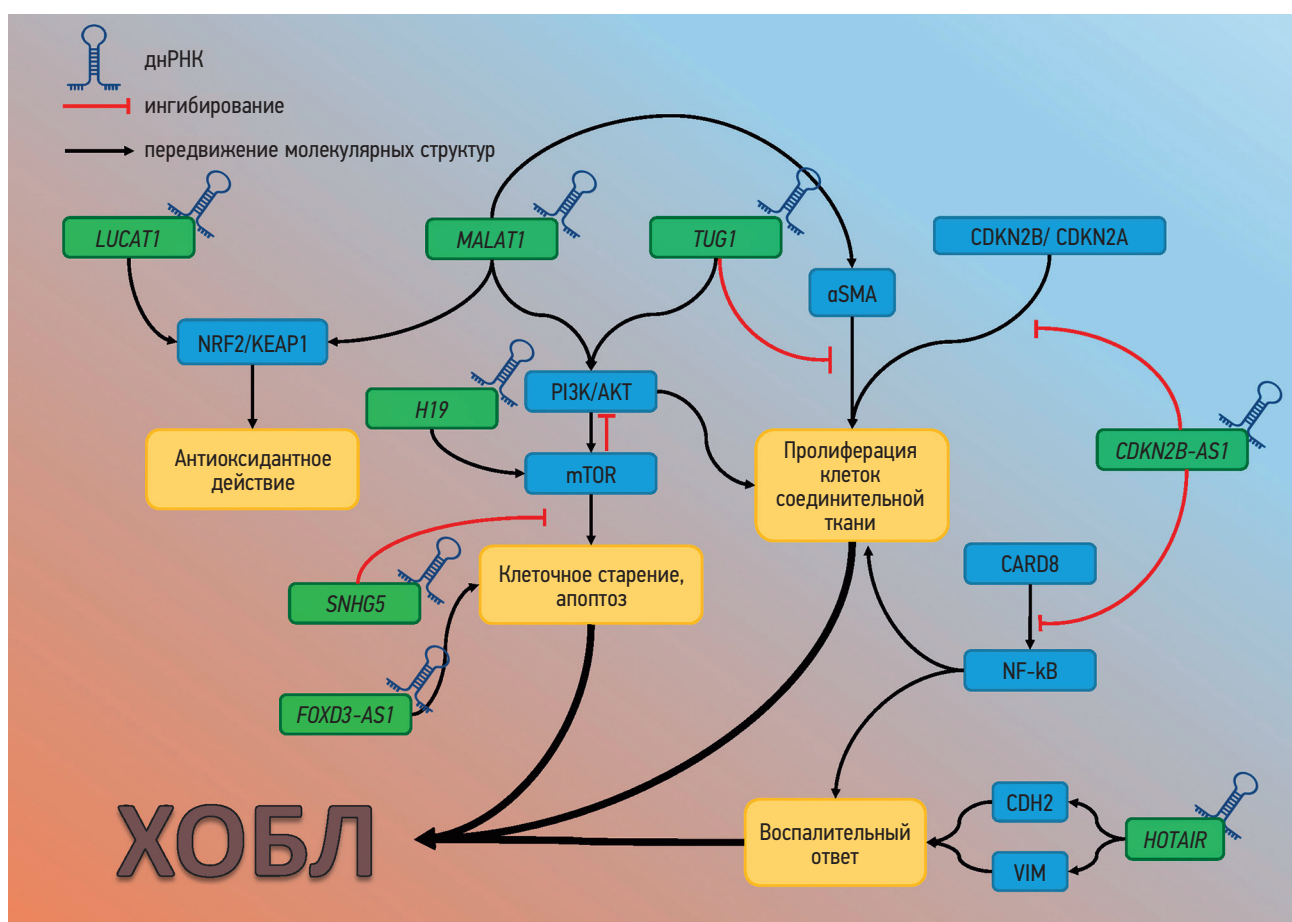 днРНК
ингибирование
передвижение молекулярных структур
LUCAT1
MALAT1
TUG1
CDKN2B/ CDKN2A
αSMA
NRF2/KEAP1
PI3K/AKT
H19
Антиоксидантное
действие
mTOR
Пролиферация
клеток
соединительной
ткани
CDKN2B-AS1
SNHG5
Клеточное старение,
апоптоз
CARD8
NF-kB
FOXD3-AS1
ХОБЛ
Воспалительный
ответ
CDH2
VIM
HOTAIR